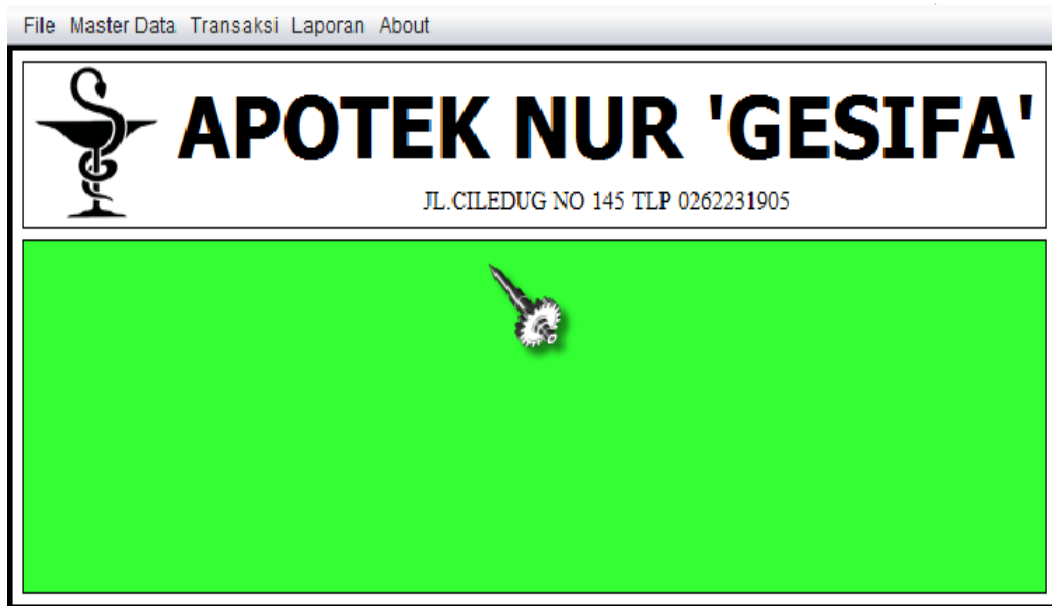 File Master Data Transaksi Laporan About
APOTEK NUR 'GESIFA'
JL.CILEDUG NO 145 TLP 0262231905